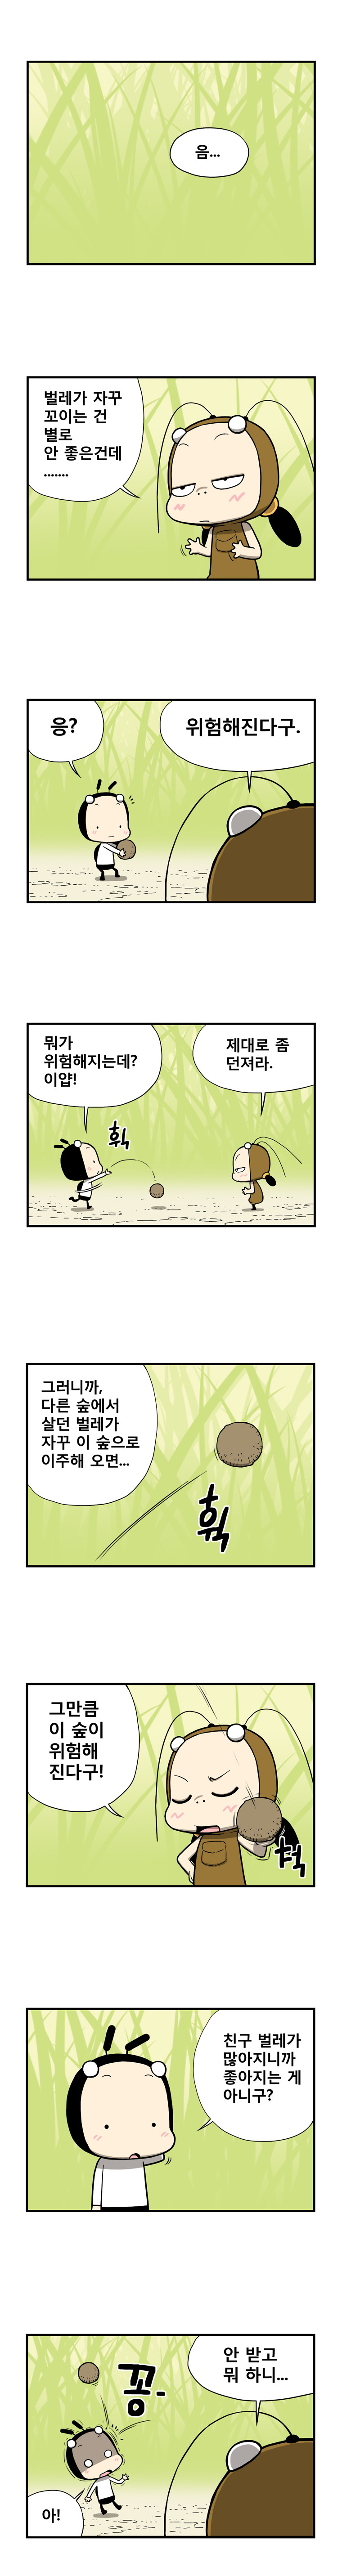 음...
벌레가 자꾸
꼬이는 건
별로
안 좋은건데
.......
응?
위험해진다구.
뭐가
위험해지는데?
이얍!
제대로 좀
던져라.
휙
그러니까,
다른 숲에서
살던 벌레가
자꾸 이 숲으로
이주해 오면...
휙
그만큼
이 숲이
위험해
진다구!
척
친구 벌레가
많아지니까
좋아지는 게
아니구?
안 받고
뭐 하니...
꽁-
아!